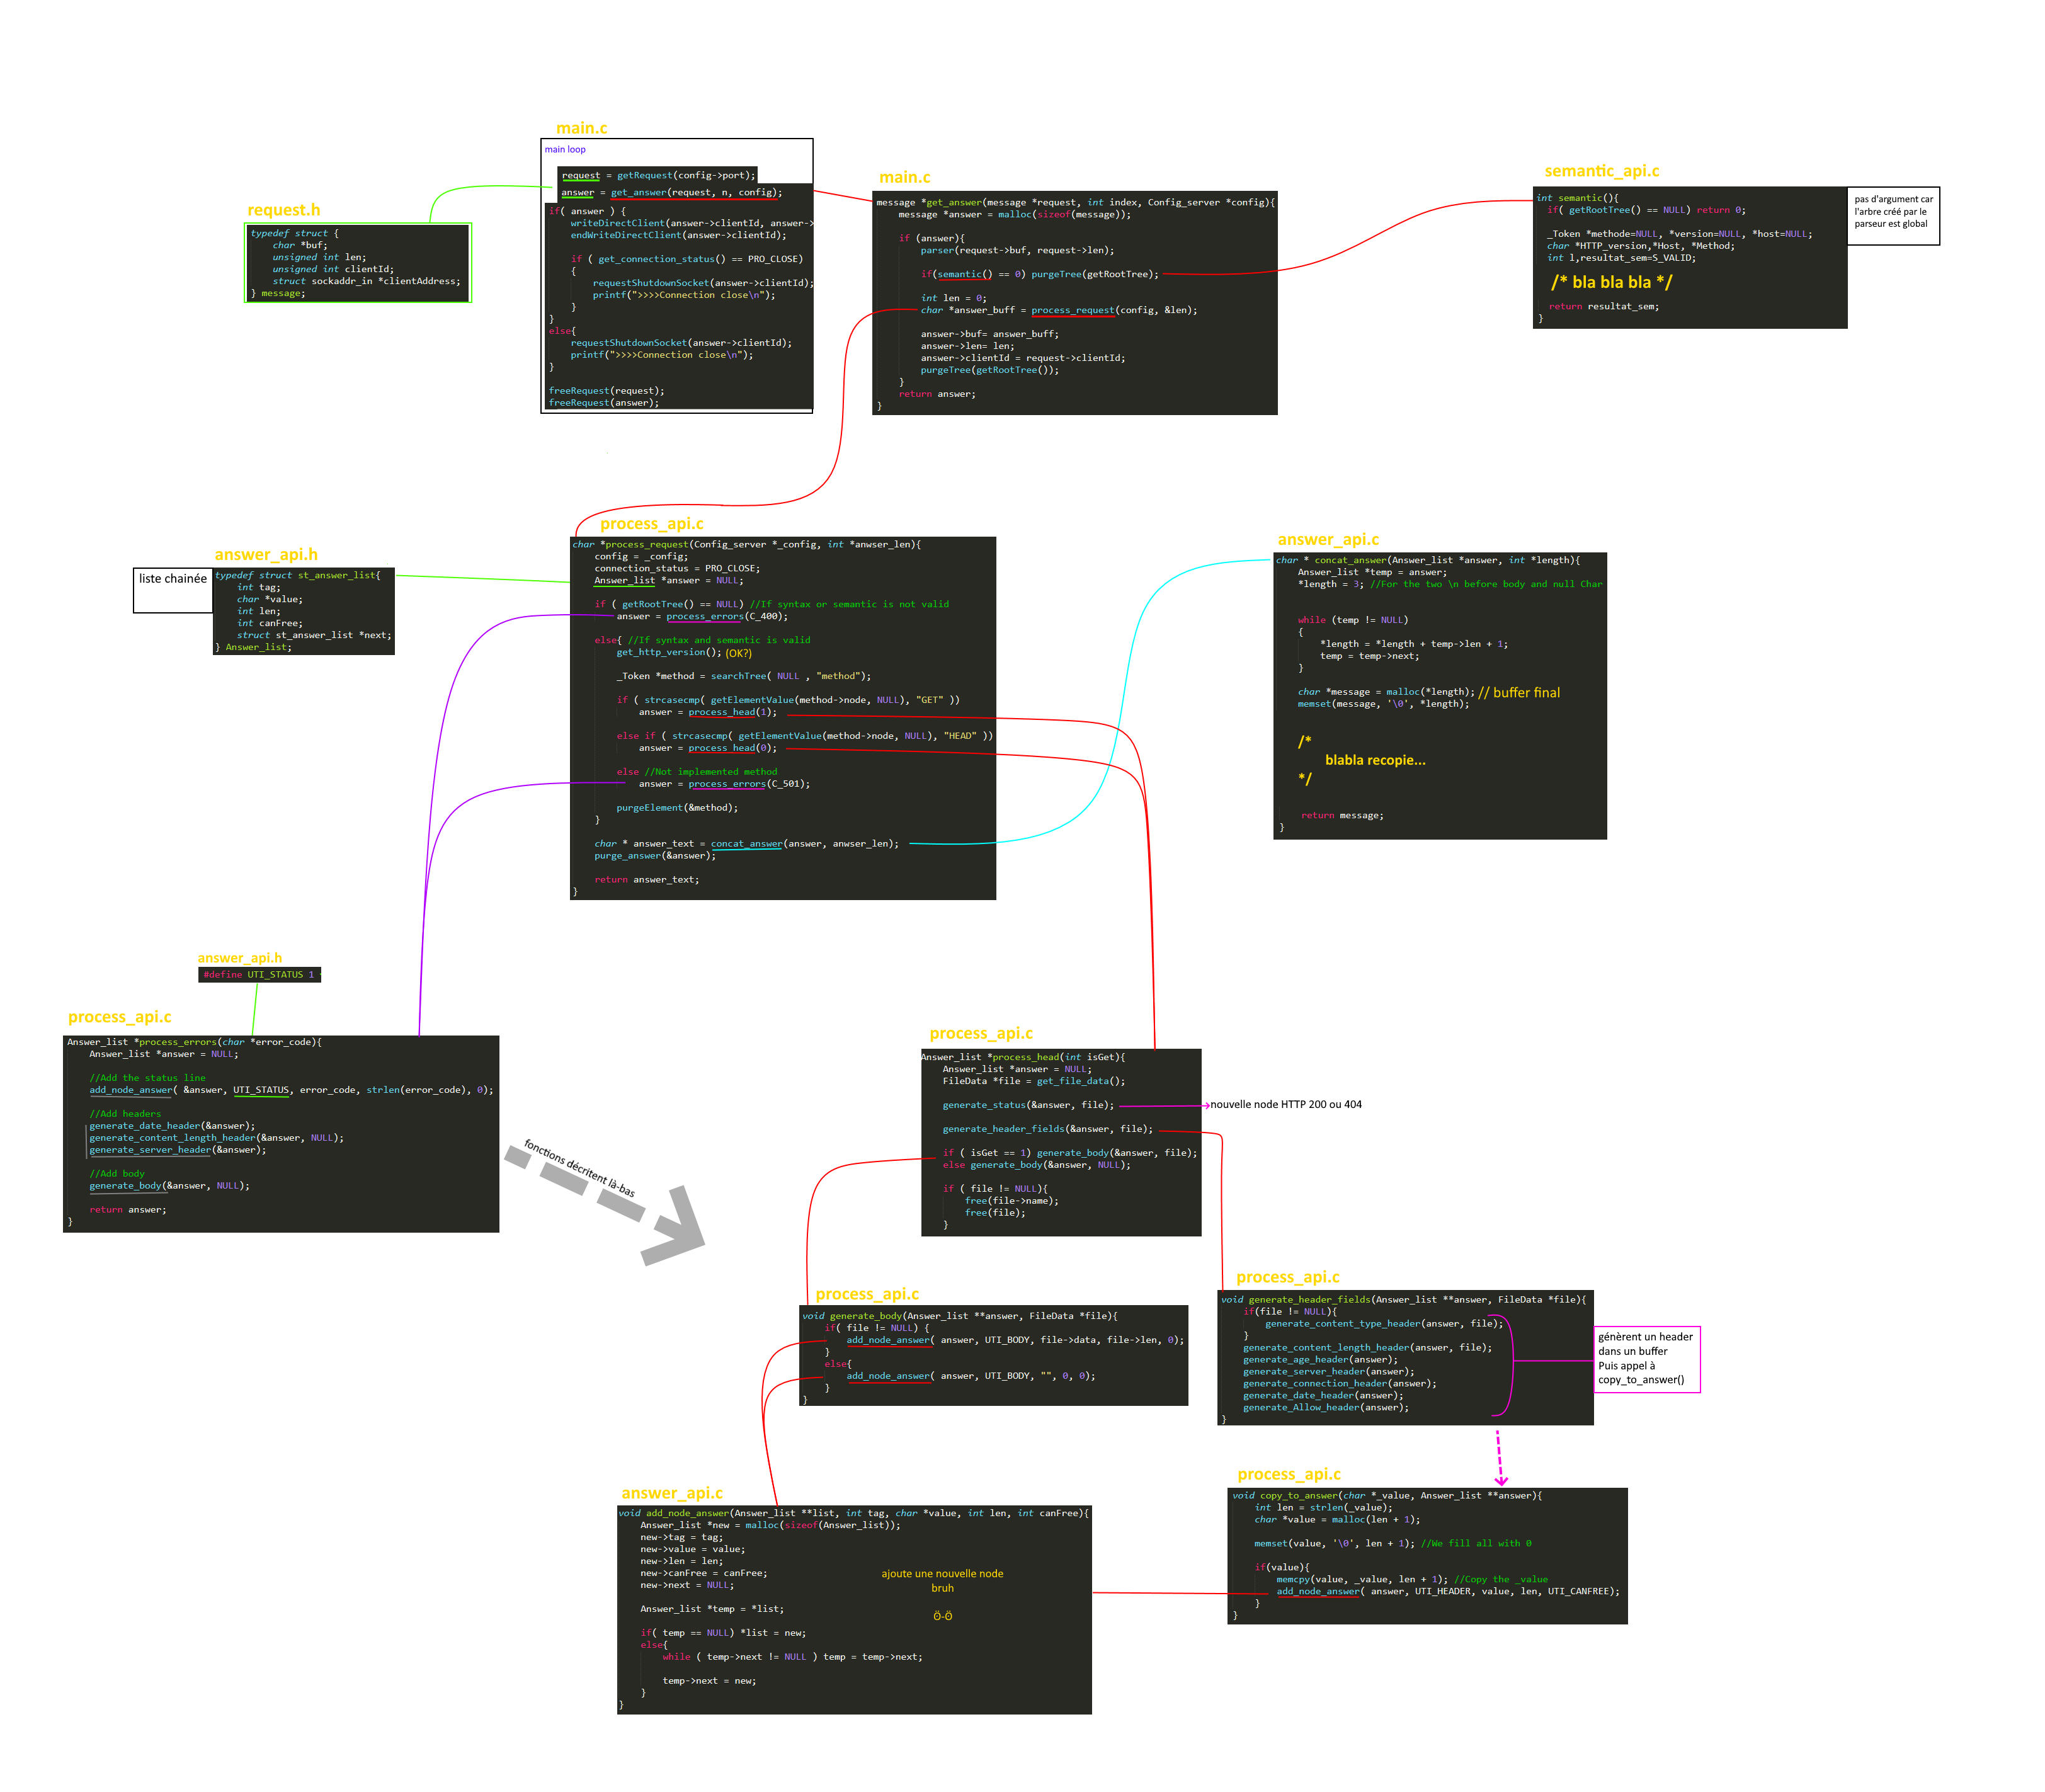 main.c
main loop
request = getRequest(config->port);
answer = get_answer(request, n, config);
if( answer ) {
writeDirectClient(answer->clientId, answer->
endWriteDirectClient(answer->clientId);
if ( get_connection_status() == PRO_CLOSE)
{
requestShutdownSocket(answer->clientId);
printf(">>>>Connection close\n");
}
}
else{
requestShutdownSocket(answer->clientId);
printf(">>>>Connection close\n");
}
freeRequest(request);
freeRequest(answer);
request.h
typedef struct {
char *buf;
unsigned int len;
unsigned int clientId;
struct sockaddr_in *clientAddress;
} message;
main.c
message *get_answer(message *request, int index, Config_server *config){
message *answer = malloc(sizeof(message));
if (answer){
parser(request->buf, request->len);
if(semantic() == 0) purgeTree(getRootTree);
int len = 0;
char *answer_buff = process_request(config, &len);
answer->buf= answer_buff;
answer->len= len;
answer->clientId = request->clientId;
purgeTree(getRootTree());
}
return answer;
}
semantic_api.c
int semantic(){
if( getRootTree() == NULL) return 0;
_Token *methode=NULL, *version=NULL, *host=NULL;
char *HTTP_version,*Host, *Method;
int l,resultat_sem=S_VALID;
/* bla bla bla */
return resultat_sem;
}
pas d'argument car
l'arbre créé par le
parseur est global
answer_api.h
liste chainée
typedef struct st_answer_list{
int tag;
char *value;
int len;
int canFree;
struct st_answer_list *next;
} Answer_list;
process_api.c
char *process_request(Config_server *_config, int *anwser_len){
config = _config;
connection_status = PRO_CLOSE;
Answer_list *answer = NULL;
if ( getRootTree() == NULL) //If syntax or semantic is not valid
answer = process_errors(C_400);
else{ //If syntax and semantic is valid
get_http_version(); (OK?)
_Token *method = searchTree( NULL , "method");
if ( strcasecmp( getElementValue(method->node, NULL), "GET" ))
answer = process_head(1);
else if ( strcasecmp( getElementValue(method->node, NULL), "HEAD" ))
answer = process_head(0);
else //Not implemented method
answer = process_errors(C_501);
purgeElement(&method);
}
char * answer_text = concat_answer(answer, anwser_len);
purge_answer(&answer);
return answer_text;
}
answer_api.c
char * concat_answer(Answer_list *answer, int *length){
Answer_list *temp = answer;
*length = 3; //For the two \n before body and null Char
while (temp != NULL)
{
*length = *length + temp->len + 1;
temp = temp->next;
}
char *message = malloc(*length); // buffer final
memset(message, '\0', *length);
/*
blabla recopie...
*/
return message;
}
answer_api.h
#define UTI_STATUS 1
process_api.c
Answer_list *process_errors(char *error_code){
Answer_list *answer = NULL;
//Add the status line
add_node_answer( &answer, UTI_STATUS, error_code, strlen(error_code), 0);
//Add headers
generate_date_header(&answer);
generate_content_length_header(&answer, NULL);
generate_server_header(&answer);
//Add body
generate_body(&answer, NULL);
return answer;
}
fonctions décritent là-bas
process_api.c
Answer_list *process_head(int isGet){
Answer_list *answer = NULL;
FileData *file = get_file_data();
generate_status(&answer, file);
generate_header_fields(&answer, file);
if ( isGet == 1) generate_body(&answer, file);
else generate_body(&answer, NULL);
if ( file != NULL){
free(file->name);
free(file);
}
nouvelle node HTTP 200 ou 404
process_api.c
void generate_body(Answer_list **answer, FileData *file){
if( file != NULL) {
add_node_answer( answer, UTI_BODY, file->data, file->len, 0);
}
else{
add_node_answer( answer, UTI_BODY, "", 0, 0);
}
}
process_api.c
void generate_header_fields(Answer_list **answer, FileData *file){
if(file != NULL){
generate_content_type_header(answer, file);
}
generate_content_length_header(answer, file);
generate_age_header(answer);
generate_server_header(answer);
generate_connection_header(answer);
generate_date_header(answer);
generate_Allow_header(answer);
}
génèrent un header
dans un buffer
Puis appel à
copy_to_answer()
answer_api.c
void add_node_answer(Answer_list **list, int tag, char *value, int len, int canFree){
Answer_list *new = malloc(sizeof(Answer_list));
new->tag = tag;
new->value = value;
new->len = len;
new->canFree = canFree;
new->next = NULL;
Answer_list *temp = *list;
if( temp == NULL) *list = new;
else{
while ( temp->next != NULL ) temp = temp->next;
temp->next = new;
}
}
ajoute une nouvelle node
bruh
Ö-Ö
process_api.c
void copy_to_answer(char *_value, Answer_list **answer){
int len = strlen(_value);
char *value = malloc(len + 1);
memset(value, '\0', len + 1); //We fill all with 0
if(value){
memcpy(value, _value, len + 1); //Copy the _value
add_node_answer( answer, UTI_HEADER, value, len, UTI_CANFREE);
}
}